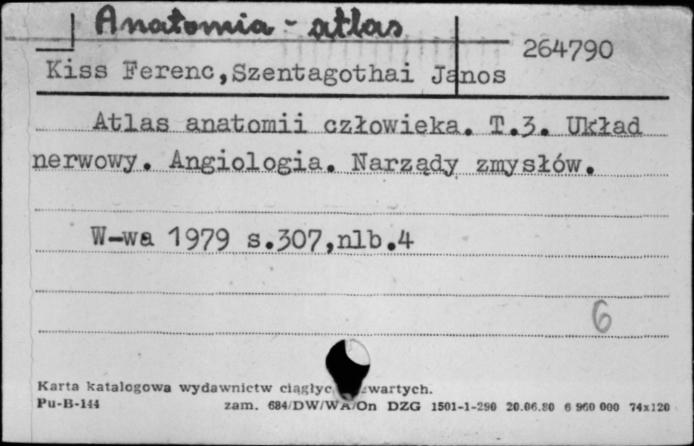 Anatomia - atlas
264790
Kiss Ferenc,Szentagothai Janos
Atlas anatomii człowieka. T.3. Układ
nerwowy. Angiologia. Narządy zmysłów.
W-wa 1979 s.307,nlb.4
6
Karta katalogowa wydawnictw ciągłyc wartych.
Pu-B-144 zam. 684/DW/WA/On DZG 1501-1-290 20.06.80 6 960 000 74x120